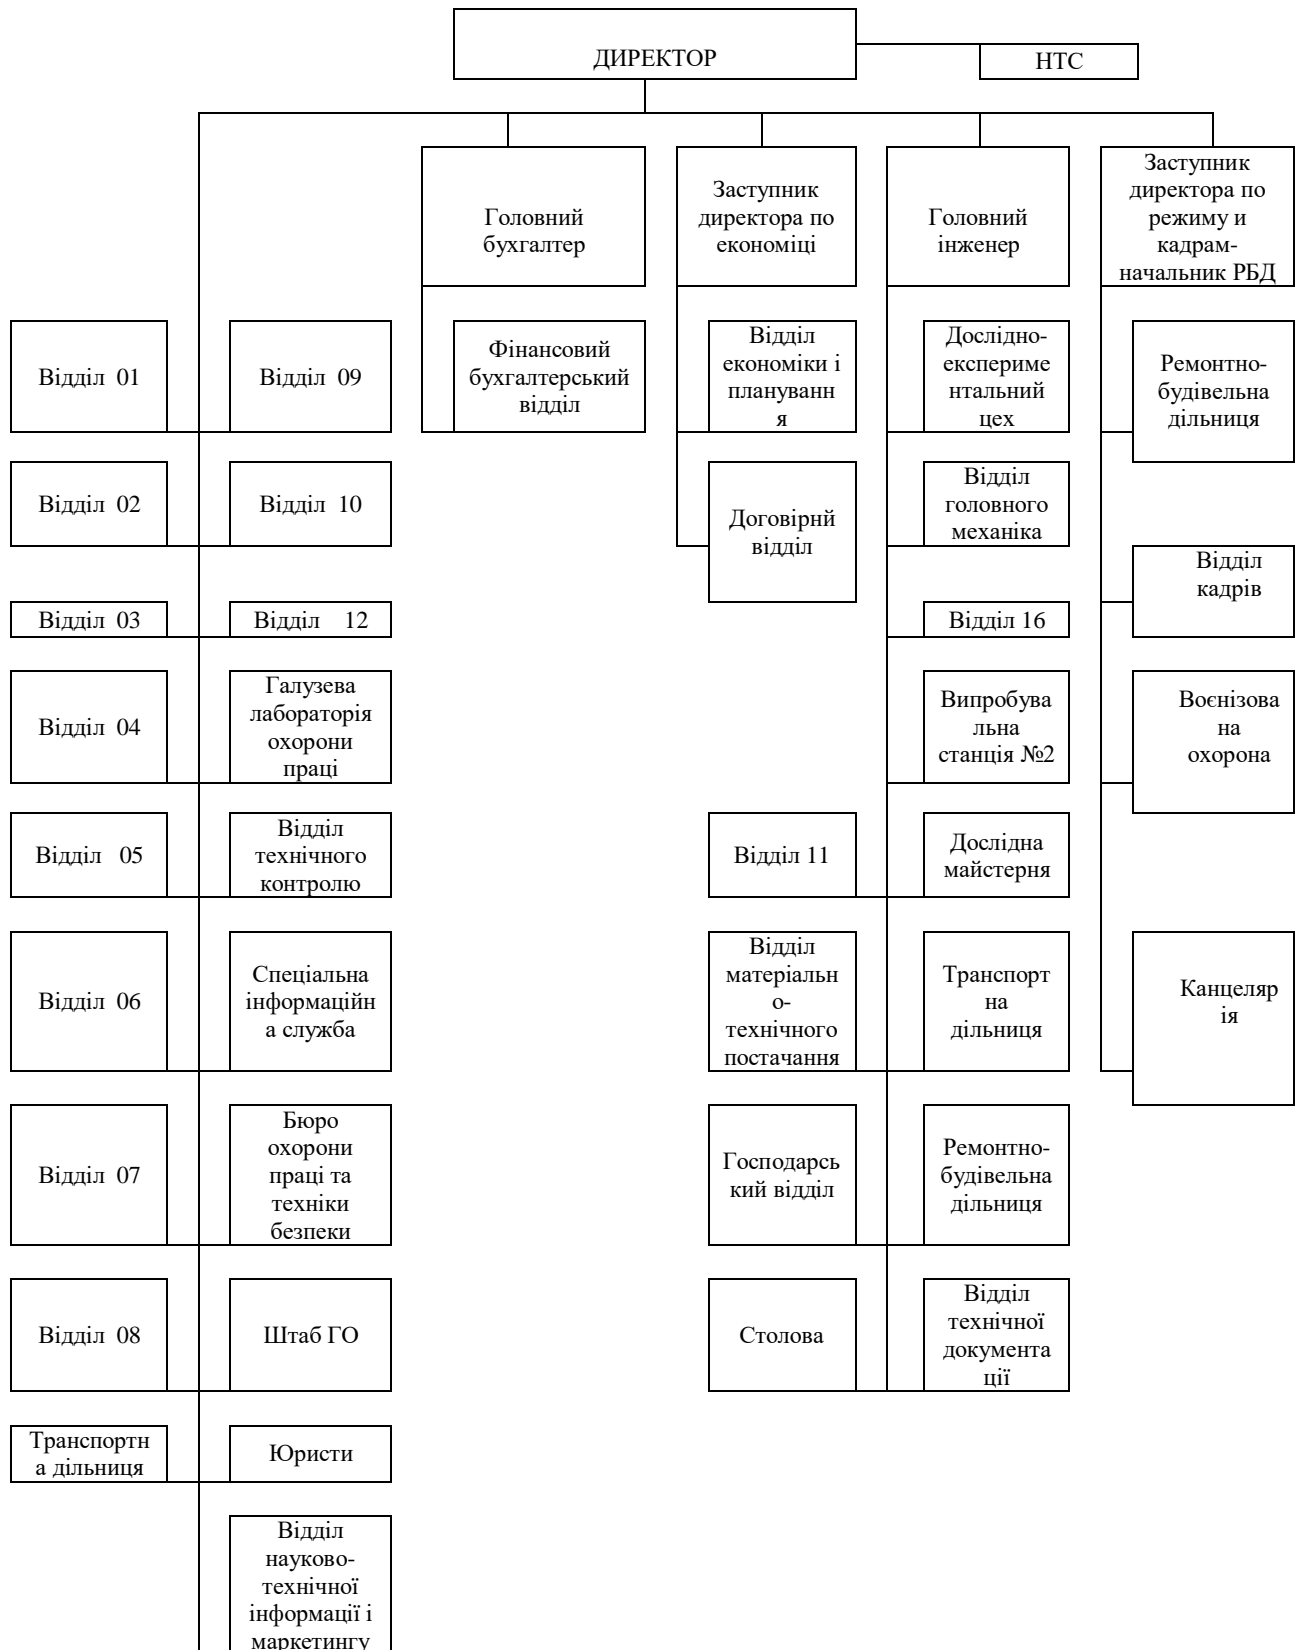 ДИРЕКТОР
НТС
Головний
бухгалтер
Заступник
директора по
економіці
Головний
інженер
Заступник
директора по
режиму и
кадрам-
начальник РБД
Відділ 01
Відділ 09
Фінансовий
бухгалтерський
відділ
Відділ
економіки і
плануванн
я
Дослідно-
експериме
нтальний
цех
Ремонтно-
будівельна
дільниця
Відділ 02
Відділ 10
Договірнй
відділ
Відділ
головного
механіка
Відділ
кадрів
Відділ 03
Відділ 12
Відділ 16
Відділ 04
Галузева
лабораторія
охорони
праці
Випробува
льна
станція №2
Воєнізова
на
охорона
Відділ 05
Відділ
технічного
контролю
Відділ 11
Дослідна
майстерня
Відділ 06
Спеціальна
інформаційн
а служба
Відділ
матеріальн
о-
технічного
постачання
Транспорт
на
дільниця
Канцеляр
ія
Відділ 07
Бюро
охорони
праці та
техніки
безпеки
Господарсь
кий відділ
Ремонтно-
будівельна
дільниця
Відділ 08
Штаб ГО
Столова
Відділ
технічної
документа
ції
Транспортн
а дільниця
Юристи
Відділ
науково-
технічної
інформації і
маркетингу